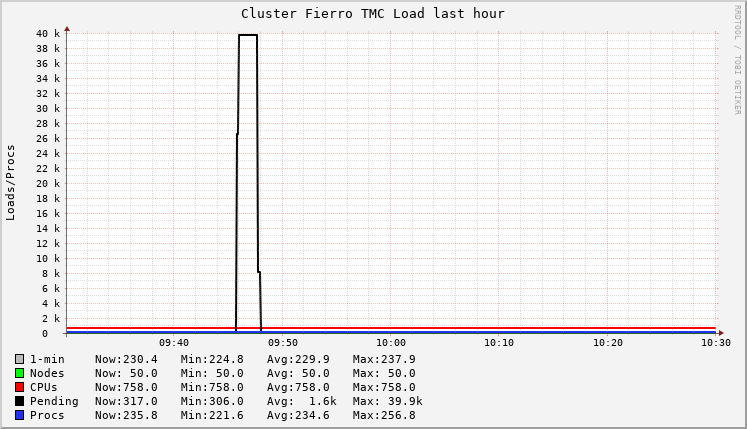 Cluster Fierro TMC Load last hour
RRDTOOL / TOBI OETIKER
Loads/Procs
40 k
38 k
36 k
34 k
32 k
30 k
28 k
26 k
24 k
22 k
20 k
18 k
16 k
14 k
12 k
10 k
8 k
6 k
4 k
2 k
0
09:40 09:50 10:00 10:10 10:20 10:30
1-min Now:230.4 Min:224.8 Avg:229.9 Max:237.9
Nodes Now: 50.0 Min: 50.0 Avg: 50.0 Max: 50.0
CPUs Now:758.0 Min:758.0 Avg:758.0 Max:758.0
Pending Now:317.0 Min:306.0 Avg: 1.6k Max: 39.9k
Procs Now:235.8 Min:221.6 Avg:234.6 Max:256.8